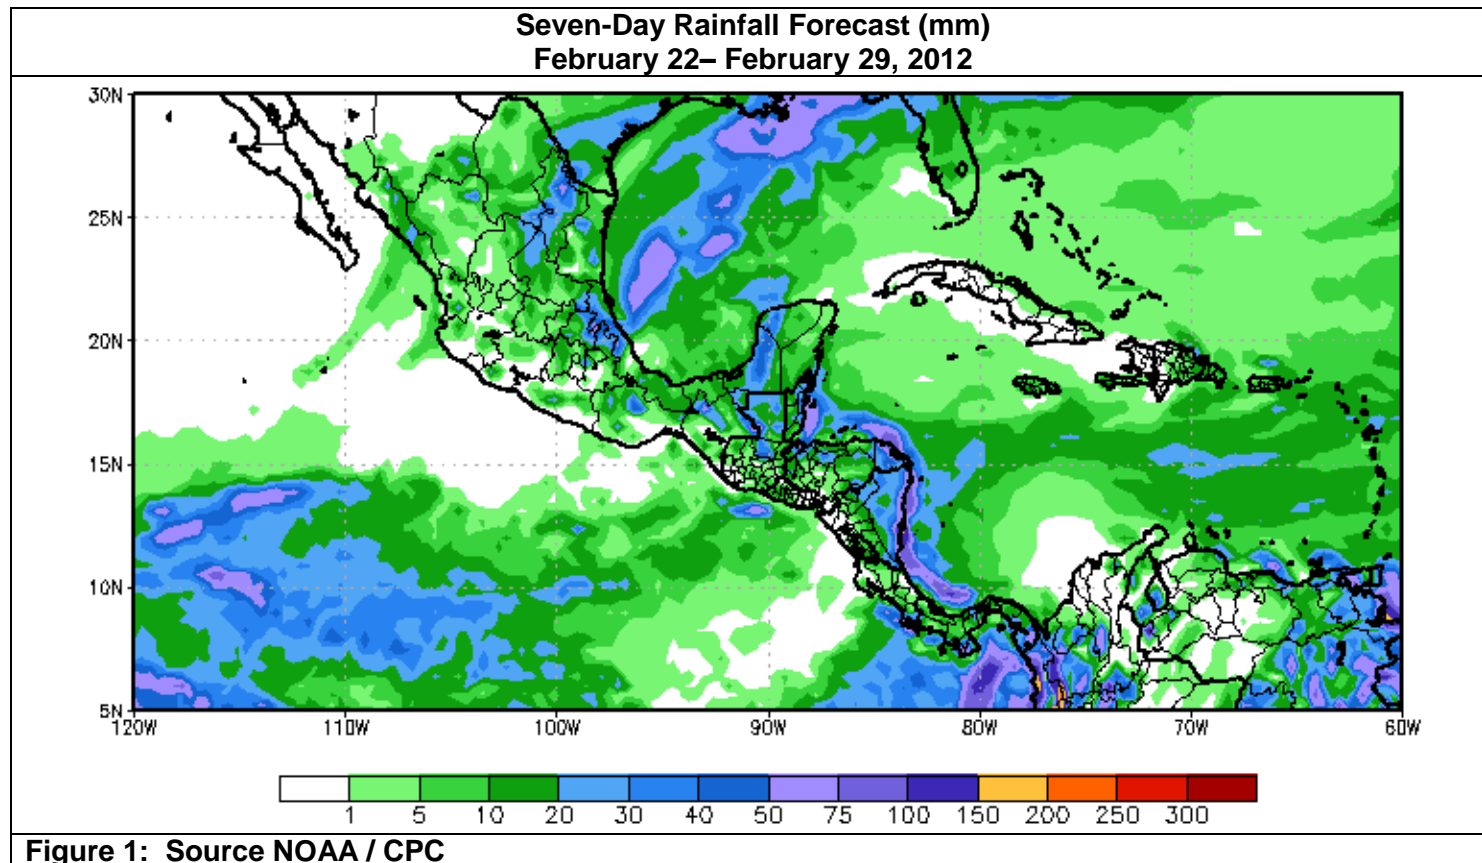 Seven-Day Rainfall Forecast (mm)
February 22– February 29, 2012
30N
25N
20N
15N
10N
5N
120W 110W 100W 90W 80W 70W 60W
1 5 10 20 30 40 50 75 100 150 200 250 300
Figure 1: Source NOAA / CPC